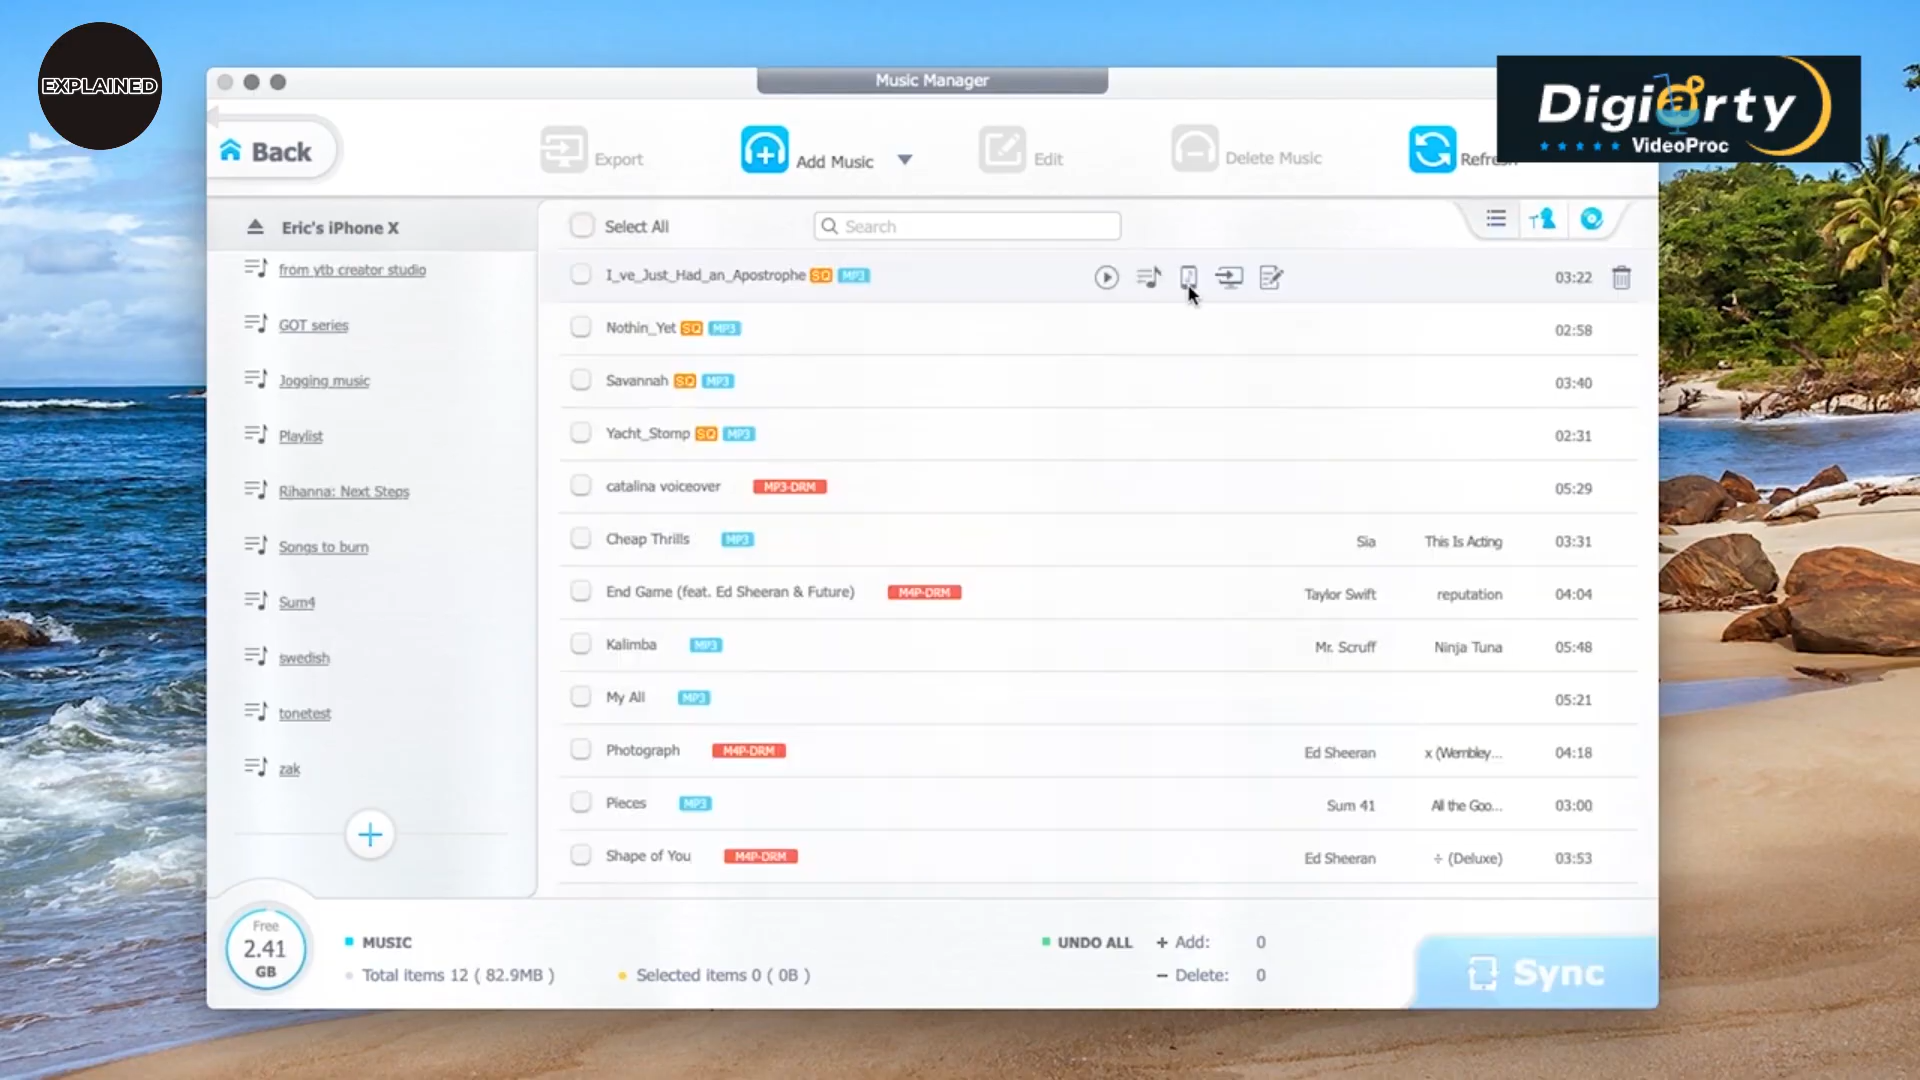 EXPLAINED
Music Manager
Digiarty
VideoProc
Back
Export
Add Music
Edit
Delete Music
Refresh
Eric's iPhone X
Select All
Search
from ytb creator studio
GOT series
Jogging music
Playlist
Rihanna: Next Steps
Songs to burn
Sum4
swedish
tonetest
zak
I_ve_Just_Had_an_Apostrophe SQ MP3 03:22
Nothin_Yet SQ MP3 02:58
Savannah SQ MP3 03:40
Yacht_Stomp SQ MP3 02:31
catalina voiceover MP3-DRM 05:29
Cheap Thrills MP3 Sia This Is Acting 03:31
End Game (feat. Ed Sheeran & Future) M4P-DRM Taylor Swift reputation 04:04
Kalimba MP3 Mr. Scruff Ninja Tuna 05:48
My All MP3 05:21
Photograph M4P-DRM Ed Sheeran x (Wembley... 04:18
Pieces MP3 Sum 41 All the Goo... 03:00
Shape of You M4P-DRM Ed Sheeran ÷ (Deluxe) 03:53
Free
2.41
GB
MUSIC
Total items 12 ( 82.9MB )
Selected items 0 ( 0B )
UNDO ALL + Add: 0
− Delete: 0
Sync